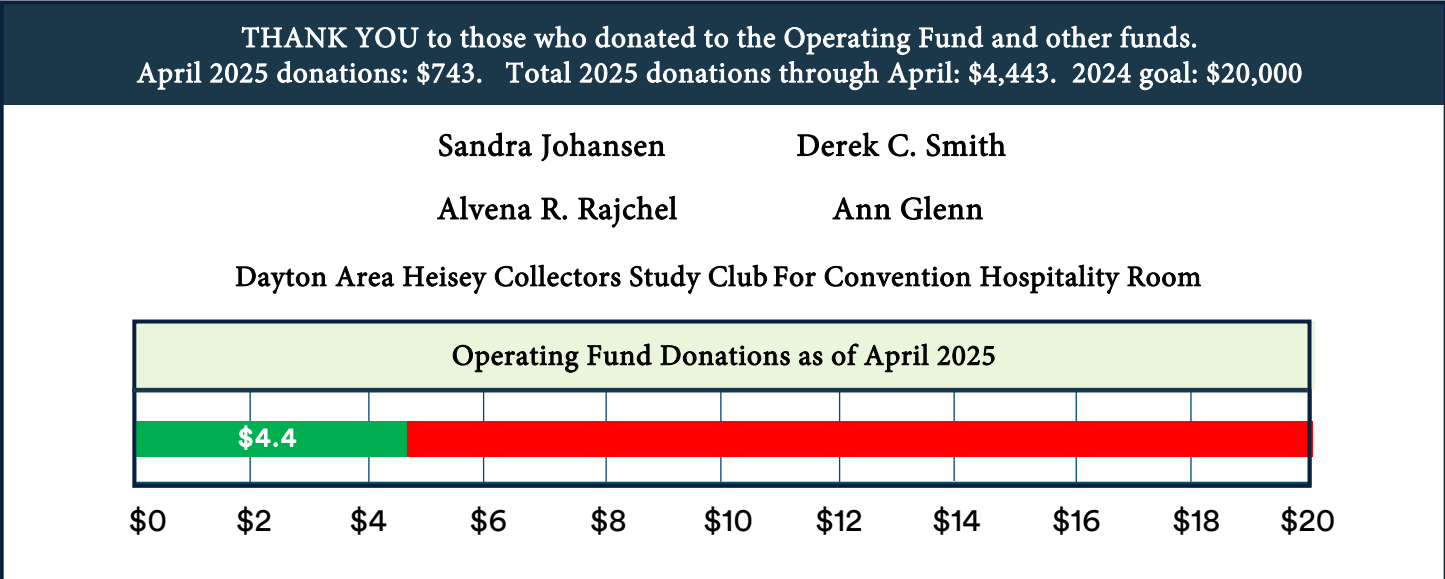 THANK YOU to those who donated to the Operating Fund and other funds.
April 2025 donations: $743. Total 2025 donations through April: $4,443. 2024 goal: $20,000
Sandra Johansen Derek C. Smith
Alvena R. Rajchel Ann Glenn
Dayton Area Heisey Collectors Study Club For Convention Hospitality Room
Operating Fund Donations as of April 2025
$4.4
$0 $2 $4 $6 $8 $10 $12 $14 $16 $18 $20